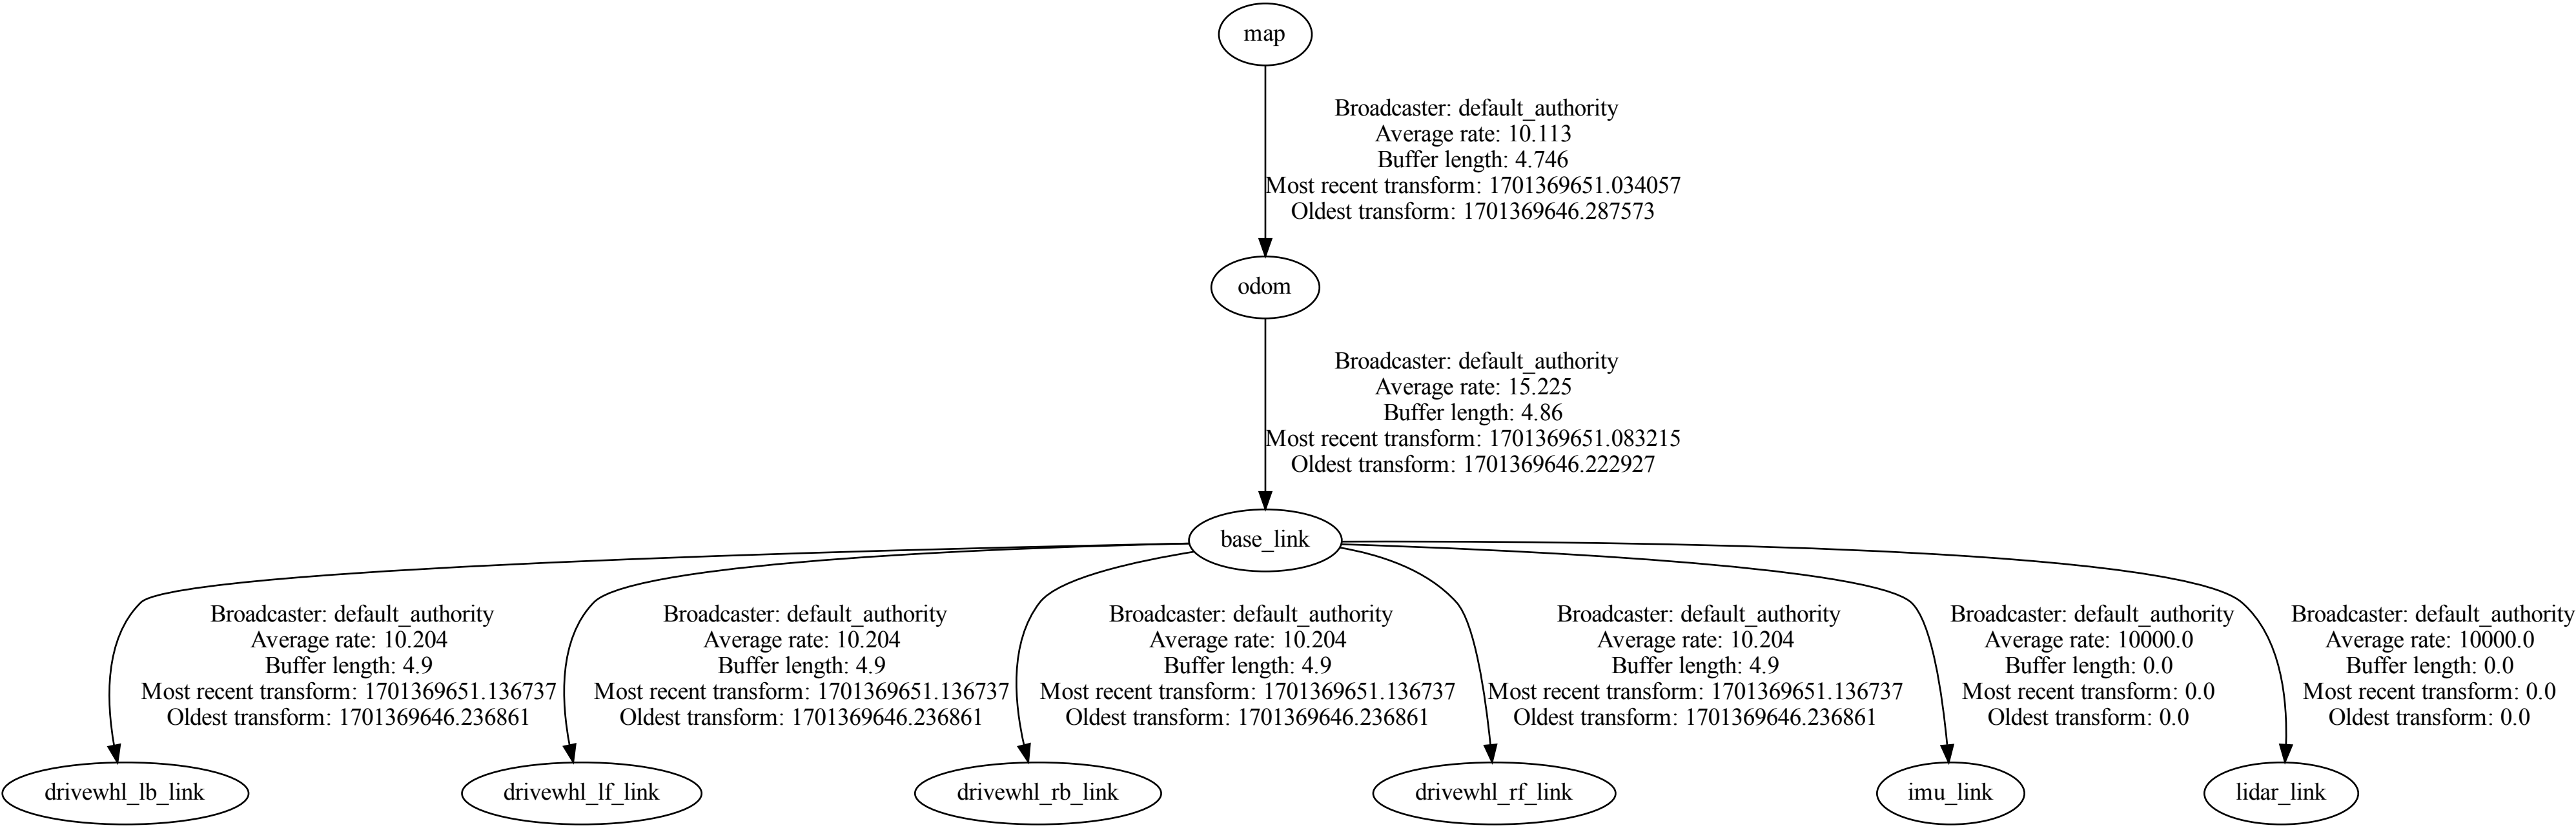 map
Broadcaster: default_authority
Average rate: 10.113
Buffer length: 4.746
Most recent transform: 1701369651.034057
Oldest transform: 1701369646.287573
odom
Broadcaster: default_authority
Average rate: 15.225
Buffer length: 4.86
Most recent transform: 1701369651.083215
Oldest transform: 1701369646.222927
base_link
Broadcaster: default_authority
Average rate: 10.204
Buffer length: 4.9
Most recent transform: 1701369651.136737
Oldest transform: 1701369646.236861
Broadcaster: default_authority
Average rate: 10.204
Buffer length: 4.9
Most recent transform: 1701369651.136737
Oldest transform: 1701369646.236861
Broadcaster: default_authority
Average rate: 10.204
Buffer length: 4.9
Most recent transform: 1701369651.136737
Oldest transform: 1701369646.236861
Broadcaster: default_authority
Average rate: 10.204
Buffer length: 4.9
Most recent transform: 1701369651.136737
Oldest transform: 1701369646.236861
Broadcaster: default_authority
Average rate: 10000.0
Buffer length: 0.0
Most recent transform: 0.0
Oldest transform: 0.0
Broadcaster: default_authority
Average rate: 10000.0
Buffer length: 0.0
Most recent transform: 0.0
Oldest transform: 0.0
drivewhl_lb_link
drivewhl_lf_link
drivewhl_rb_link
drivewhl_rf_link
imu_link
lidar_link